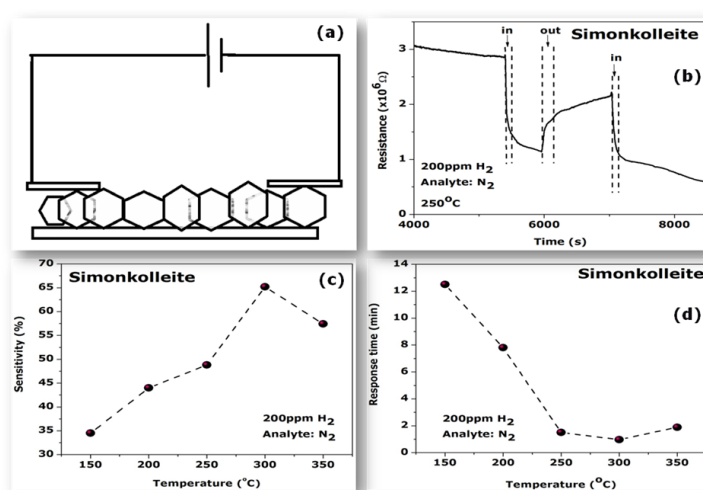 (a)
in out Simonkolleite
in
(b)
3
2
1
0
Resistance (x10⁶Ω)
200ppm H₂
Analyte: N₂
250°C
4000 6000 8000
Time (s)
70
65
60
55
50
45
40
35
30
Sensitivity (%)
Simonkolleite (c)
200ppm H₂
Analyte: N₂
150 200 250 300 350
Temperature (°C)
14
12
10
8
6
4
2
0
Response time (min)
Simonkolleite
(d)
200ppm H₂
Analyte: N₂
150 200 250 300 350
Temperature (°C)